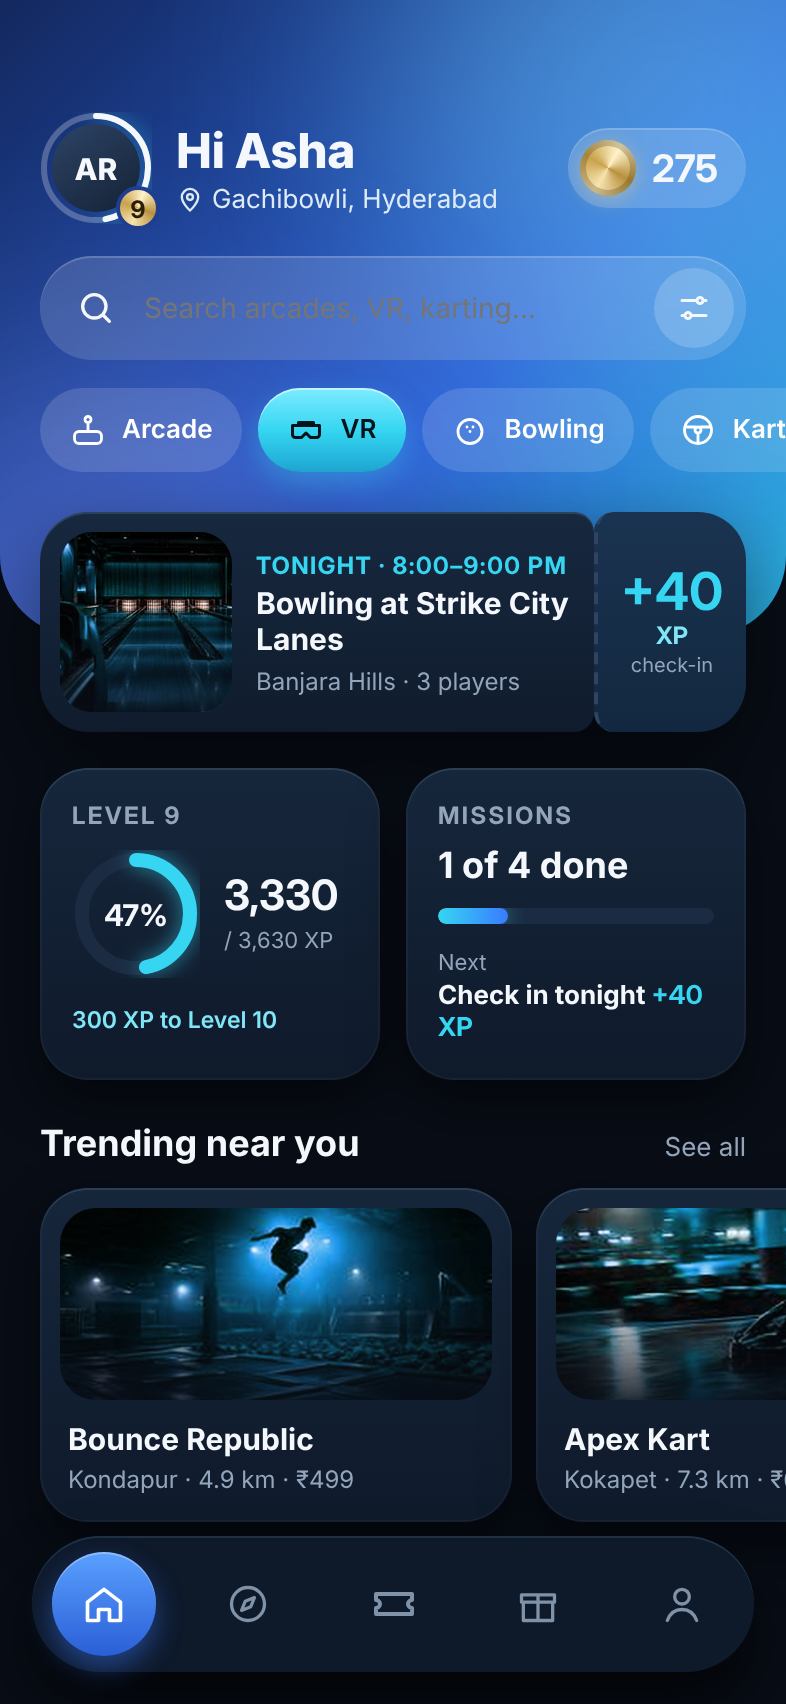 AR
9
Hi Asha
Gachibowli, Hyderabad
275
Search arcades, VR, karting...
Arcade
VR
Bowling
Kart
TONIGHT · 8:00–9:00 PM
Bowling at Strike City
Lanes
Banjara Hills · 3 players
+40
XP
check-in
LEVEL 9
47%
3,330
/ 3,630 XP
300 XP to Level 10
MISSIONS
1 of 4 done
Next
Check in tonight +40
XP
Trending near you
See all
Bounce Republic
Kondapur · 4.9 km · ₹499
Apex Kart
Kokapet · 7.3 km · ₹